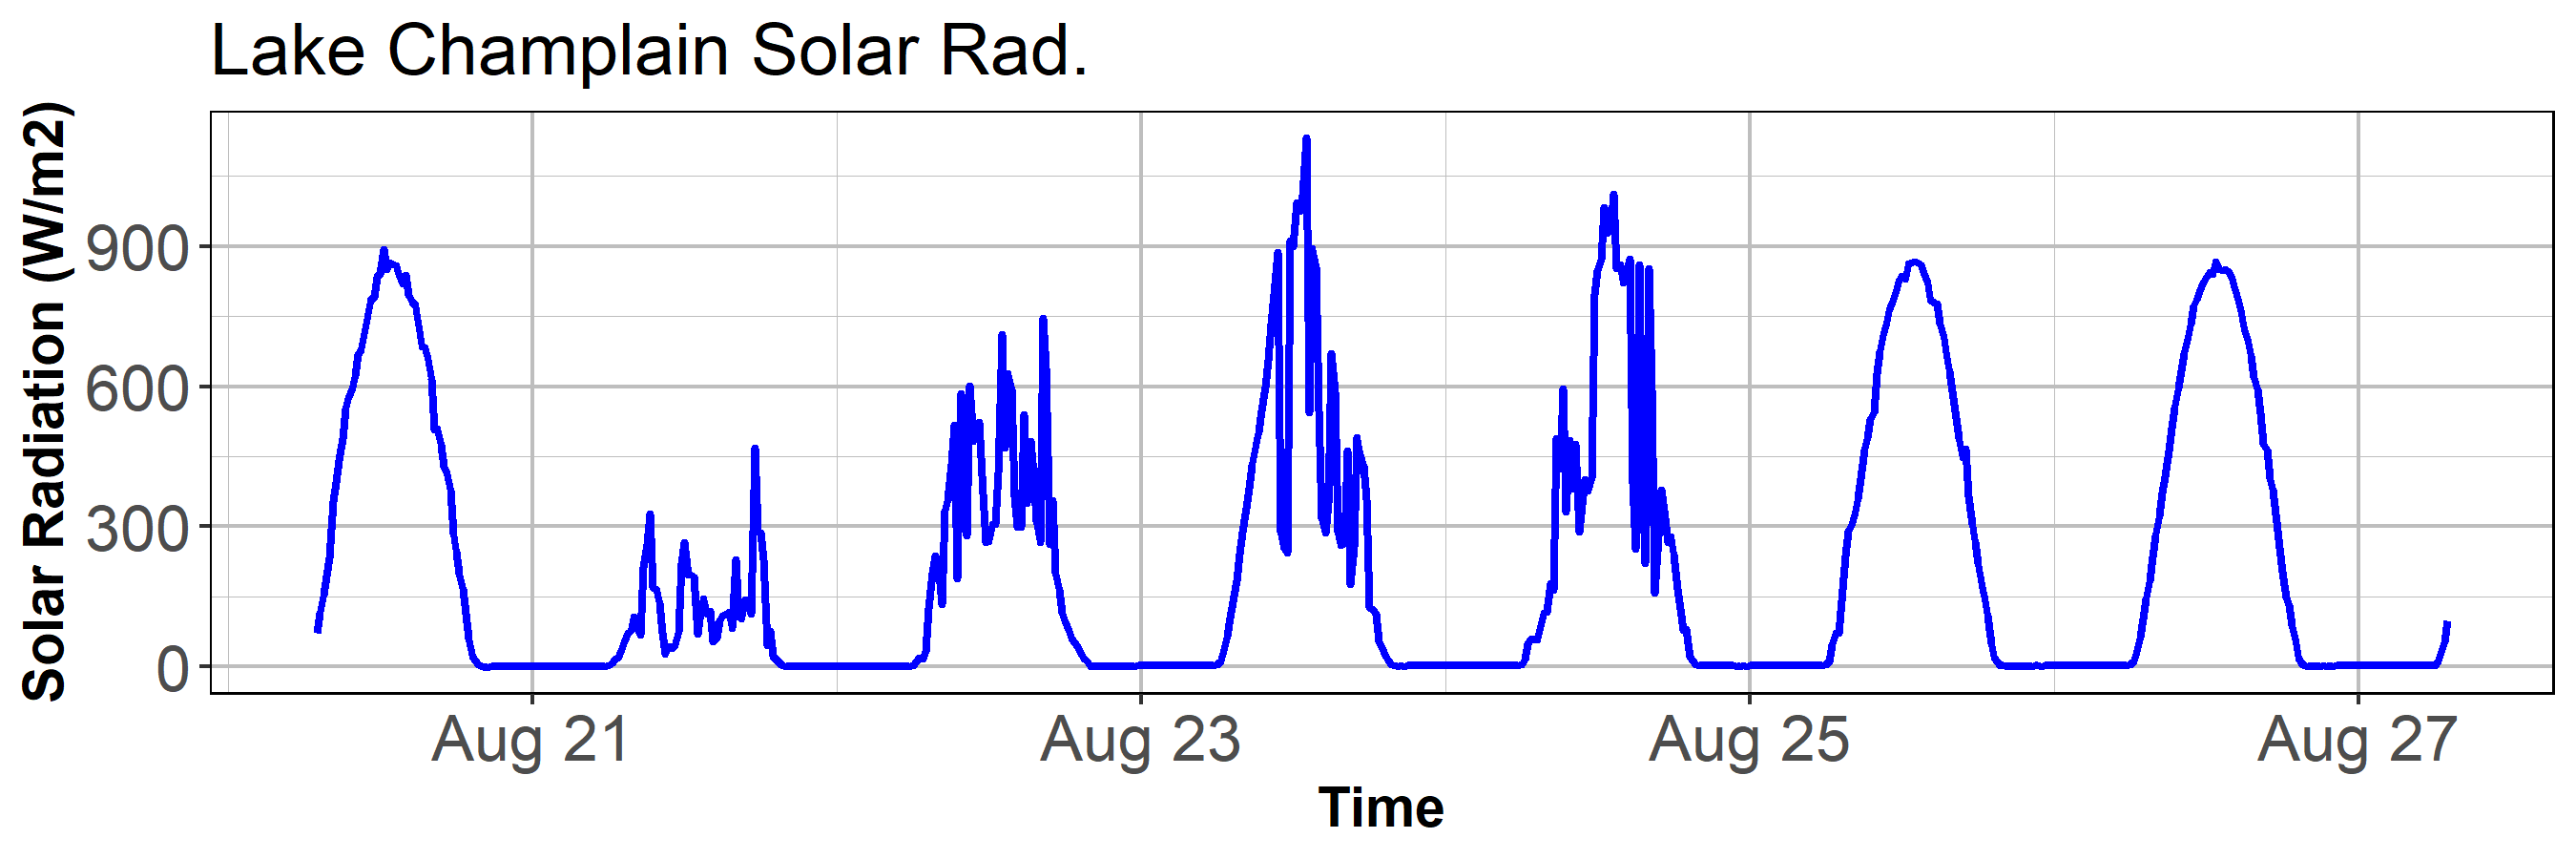 Lake Champlain Solar Rad.
Solar Radiation (W/m2)
900
600
300
0
Aug 21
Aug 23
Aug 25
Aug 27
Time